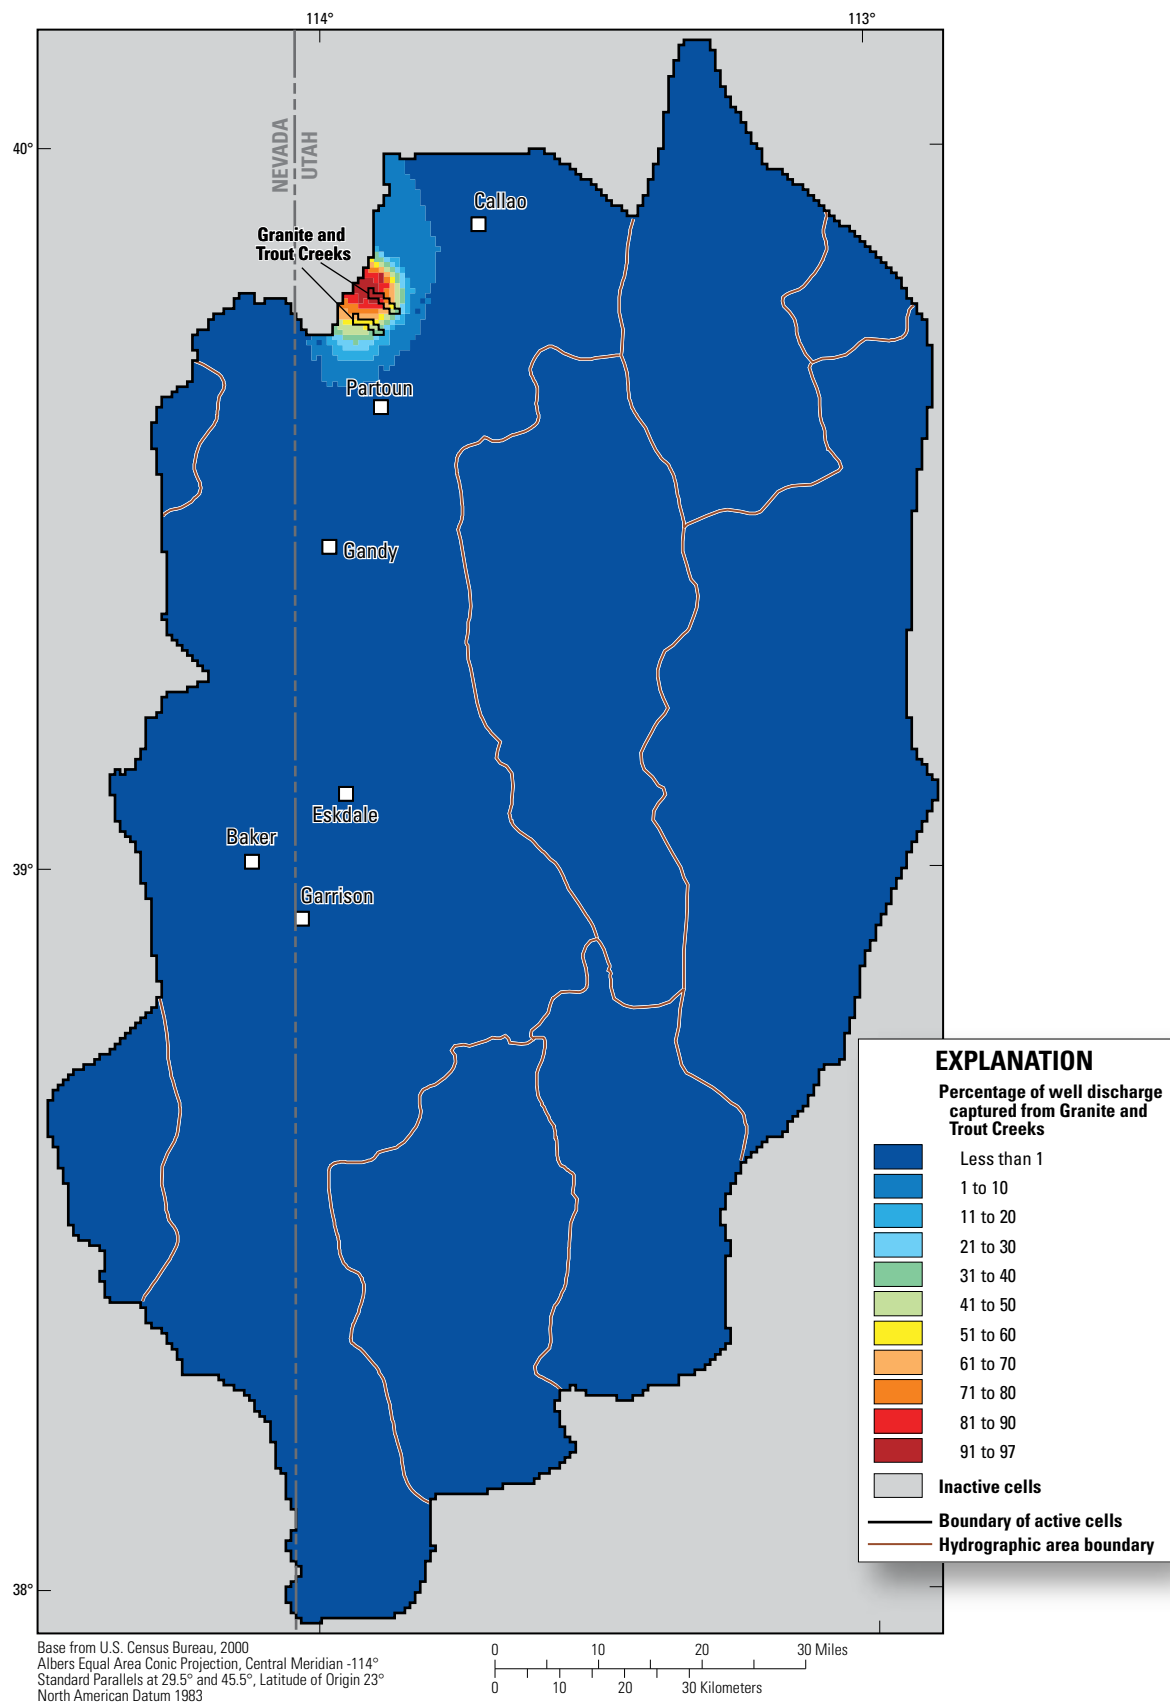 114°
113°
40°
NEVADA
UTAH
Callao
Granite and
Trout Creeks
Partoun
Gandy
Eskdale
Baker
39°
Garrison
EXPLANATION
Percentage of well discharge
captured from Granite and
Trout Creeks
Less than 1
1 to 10
11 to 20
21 to 30
31 to 40
41 to 50
51 to 60
61 to 70
71 to 80
81 to 90
91 to 97
Inactive cells
Boundary of active cells
Hydrographic area boundary
38°
Base from U.S. Census Bureau, 2000
Albers Equal Area Conic Projection, Central Meridian -114°
Standard Parallels at 29.5° and 45.5°, Latitude of Origin 23°
North American Datum 1983
0 10 20 30 Miles
0 10 20 30 Kilometers